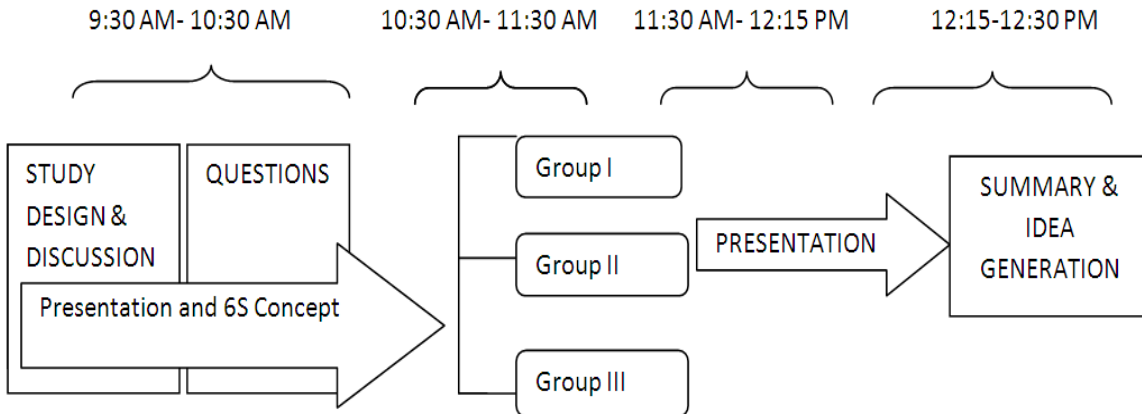 9:30 AM- 10:30 AM
10:30 AM- 11:30 AM
11:30 AM- 12:15 PM
12:15-12:30 PM
STUDY
DESIGN &
DISCUSSION
QUESTIONS
Presentation and 6S Concept
Group I
Group II
Group III
PRESENTATION
SUMMARY &
IDEA
GENERATION